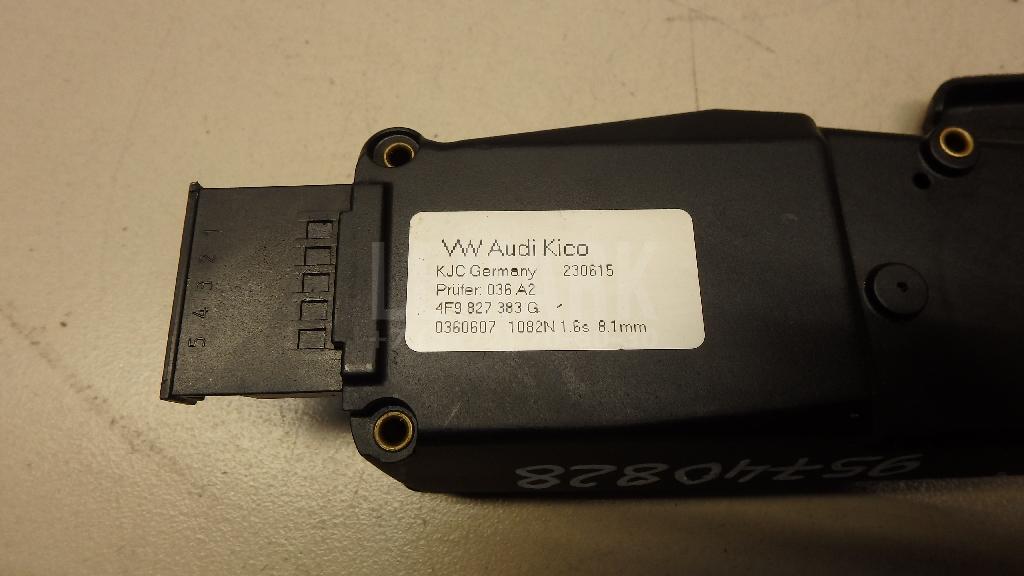 VW Audi Kico
KJC Germany 230615
Prüfer: 036 A2
4F9 827 383 G
0360607 1082N 1.6s 8.1mm
1 2 3 4 5
95740828